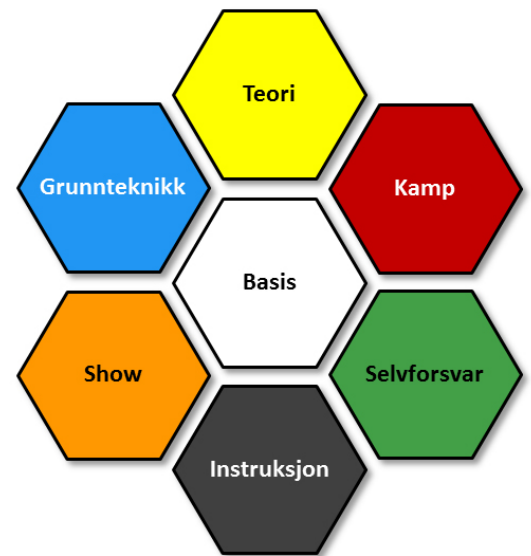 Teori
Grunnteknikk
Kamp
Basis
Show
Selvforsvar
Instruksjon